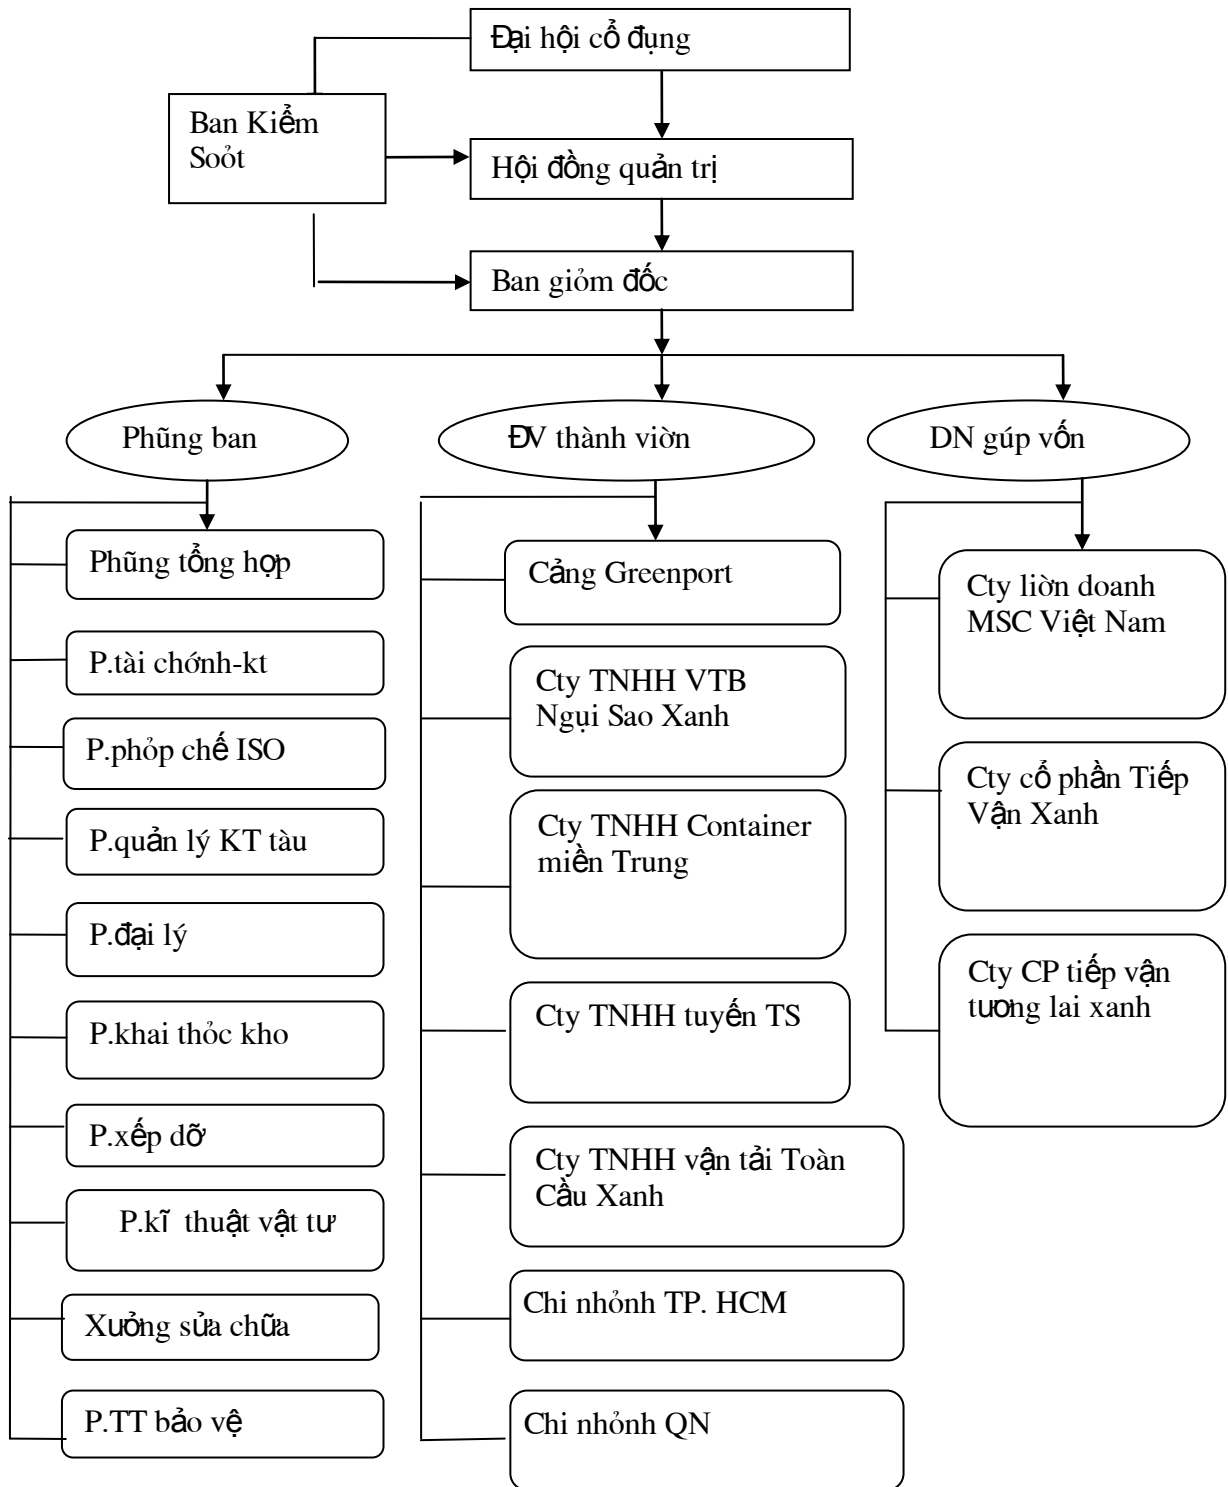 Đại hội cổ đụng
Ban Kiểm
Soỏt
Hội đồng quản trị
Ban giỏm đốc
Phũng ban
ĐV thành viờn
DN gúp vốn
Phũng tổng hợp
P.tài chớnh-kt
P.phỏp chế ISO
P.quản lý KT tàu
P.đại lý
P.khai thỏc kho
P.xếp dỡ
P.kĩ thuật vật tư
Xưởng sửa chữa
P.TT bảo vệ
Cảng Greenport
Cty TNHH VTB
Ngụi Sao Xanh
Cty TNHH Container
miền Trung
Cty TNHH tuyến TS
Cty TNHH vận tải Toàn
Cầu Xanh
Chi nhỏnh TP. HCM
Chi nhỏnh QN
Cty liờn doanh
MSC Việt Nam
Cty cổ phần Tiếp
Vận Xanh
Cty CP tiếp vận
tương lai xanh